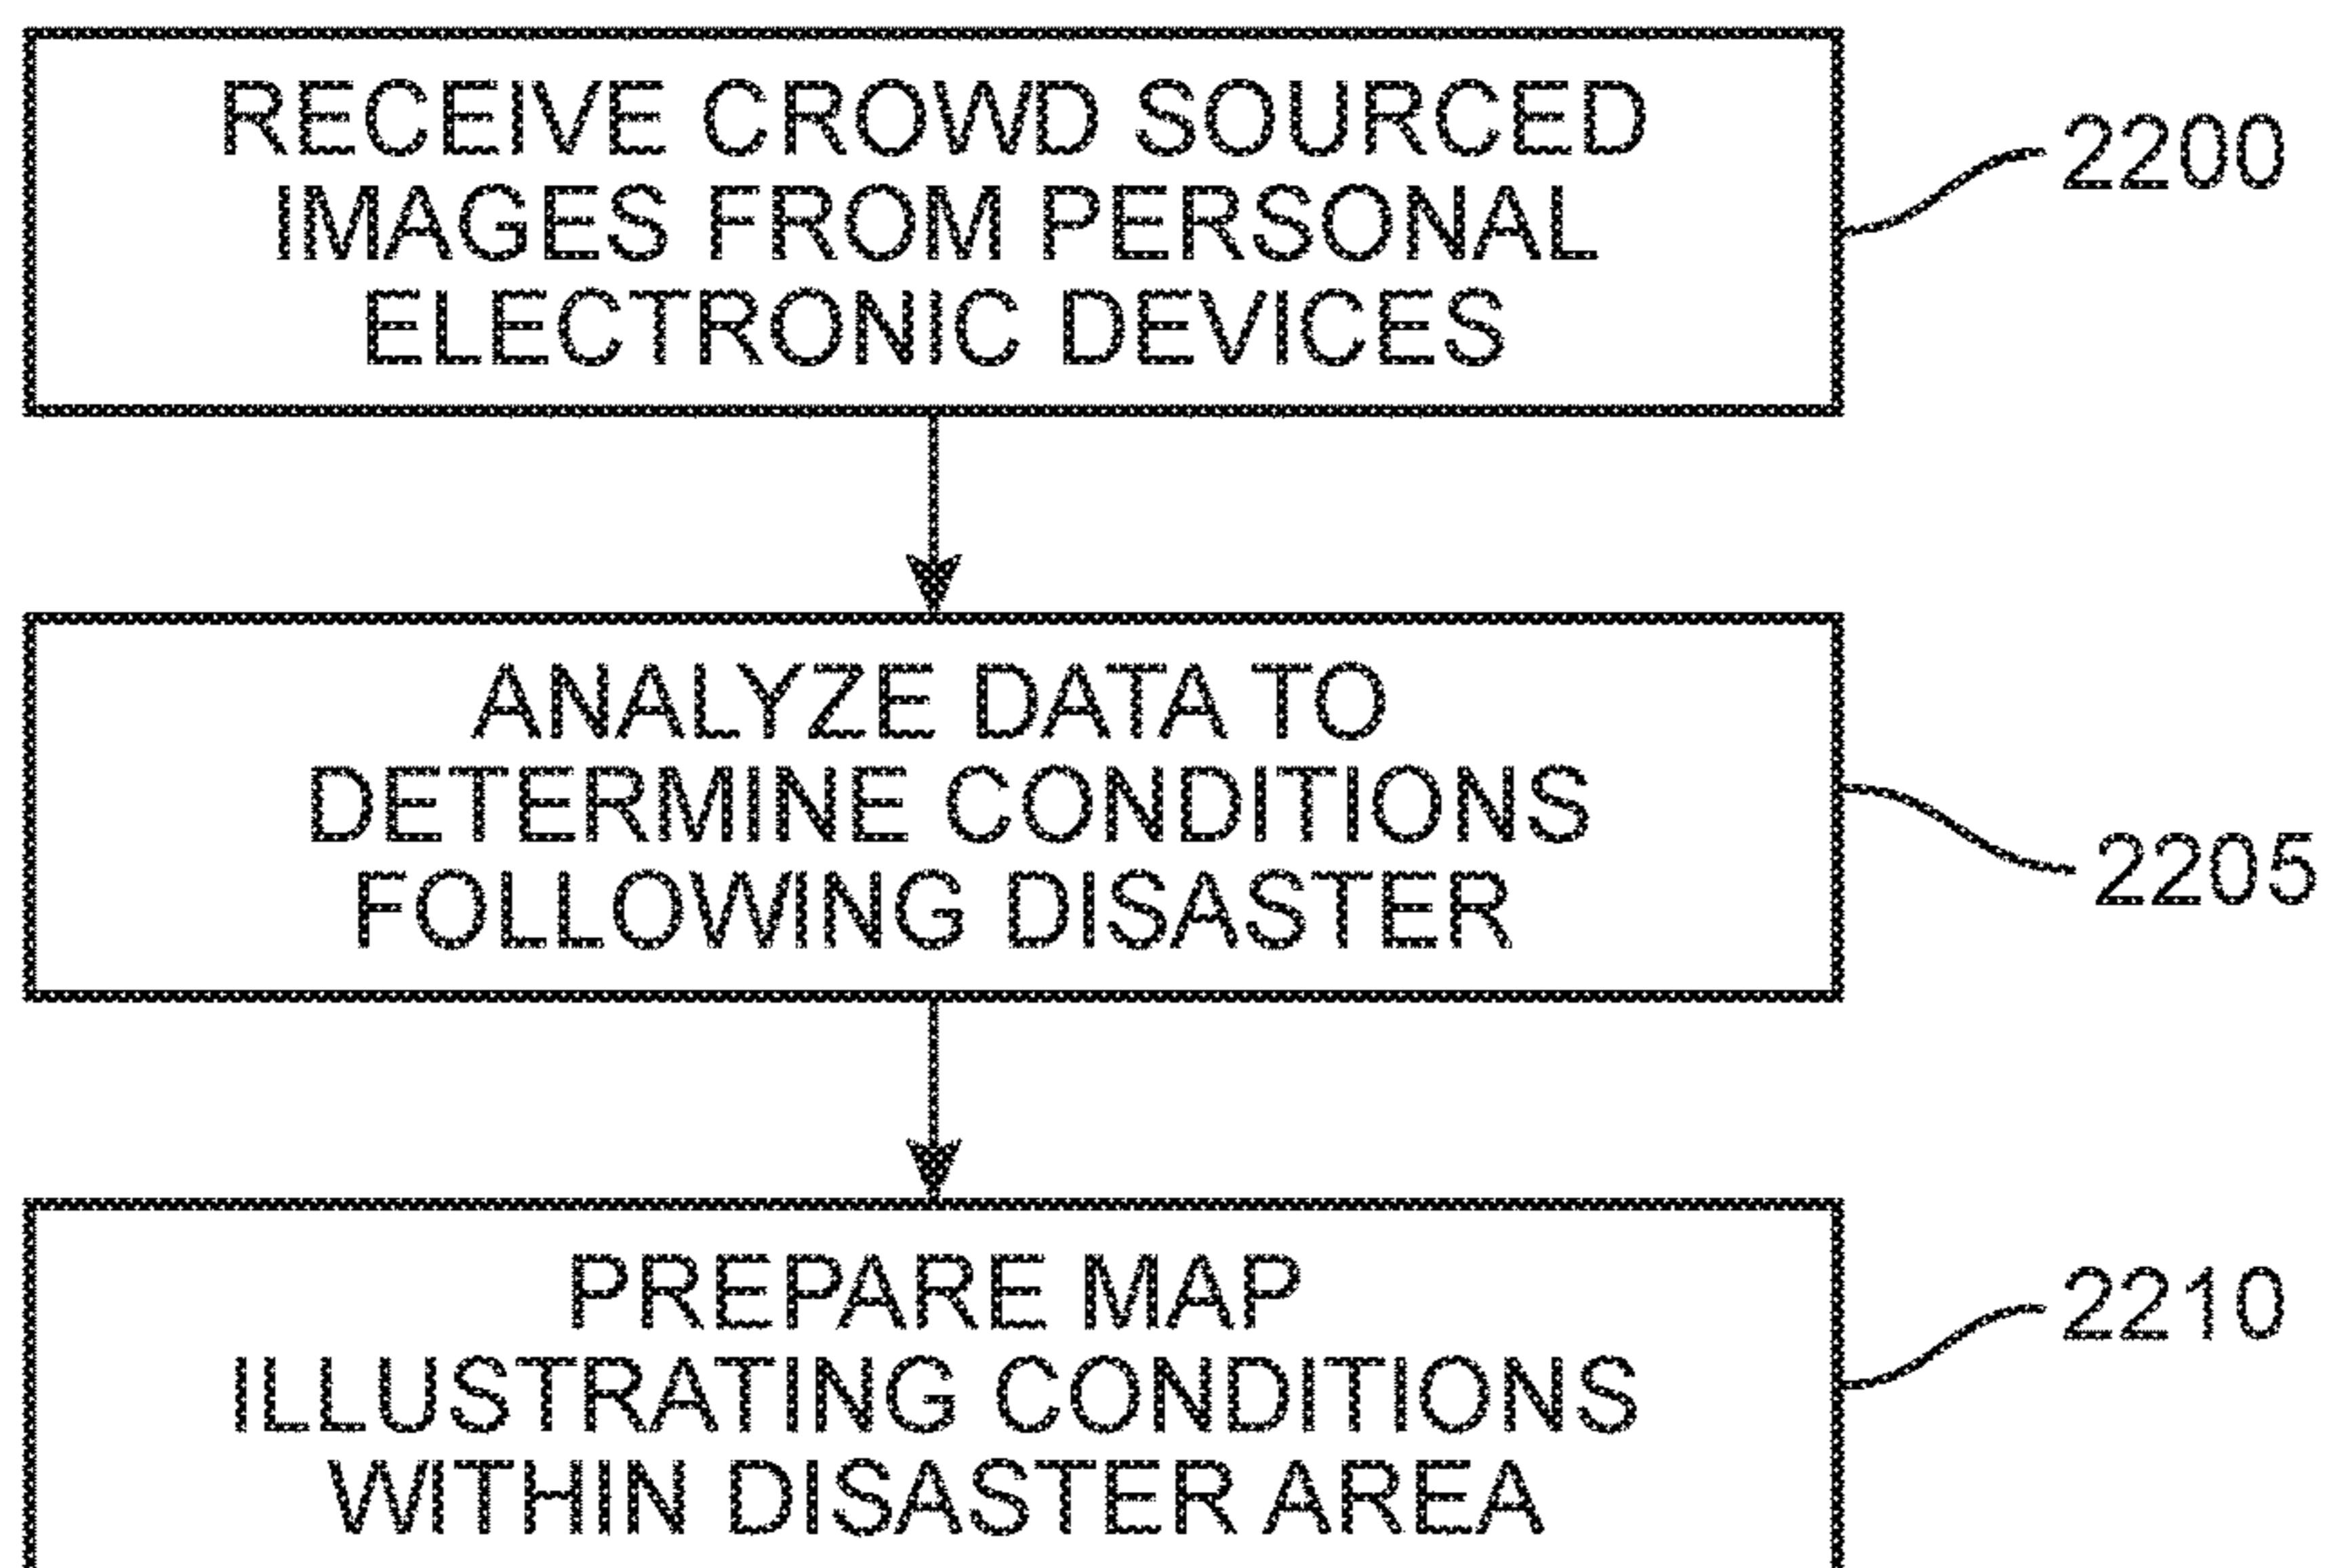 RECEIVE CROWD SOURCED
IMAGES FROM PERSONAL
ELECTRONIC DEVICES
2200
ANALYZE DATA TO
DETERMINE CONDITIONS
FOLLOWING DISASTER
2205
PREPARE MAP
ILLUSTRATING CONDITIONS
WITHIN DISASTER AREA
2210